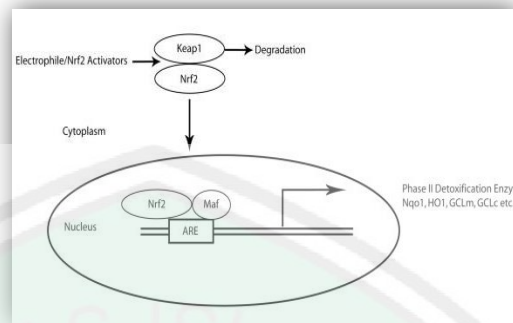 Keap1
Degradation
Electrophile/Nrf2 Activators
Nrf2
Cytoplasm
Phase II Detoxification Enzy
Nqo1, HO1, GCLm, GCLc etc
Nrf2
Maf
Nucleus
ARE